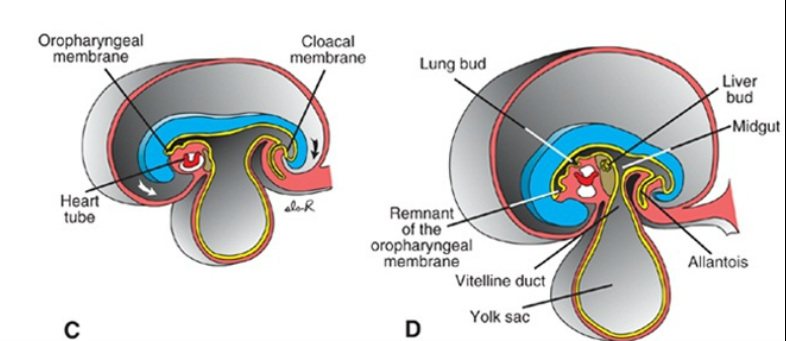 Oropharyngeal
membrane
Cloacal
membrane
Heart
tube
C
Lung bud
Liver
bud
Midgut
Remnant
of the
oropharyngeal
membrane
Vitelline duct
Yolk sac
Allantois
D